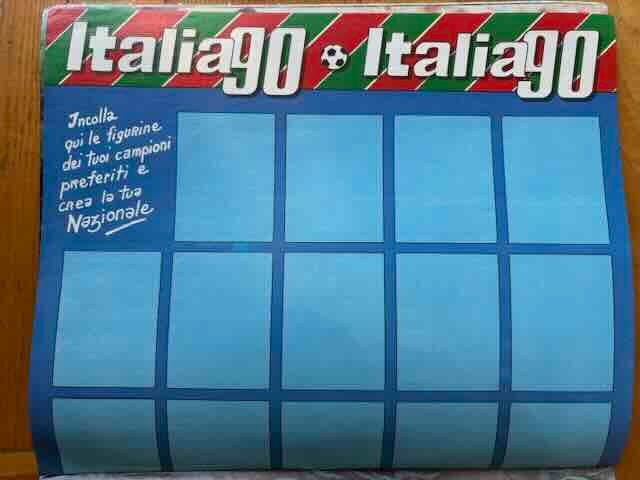 Italia90 Italia90
Incolla
qui le figurine
dei tuoi campioni
preferiti e
crea la tua
Nazionale